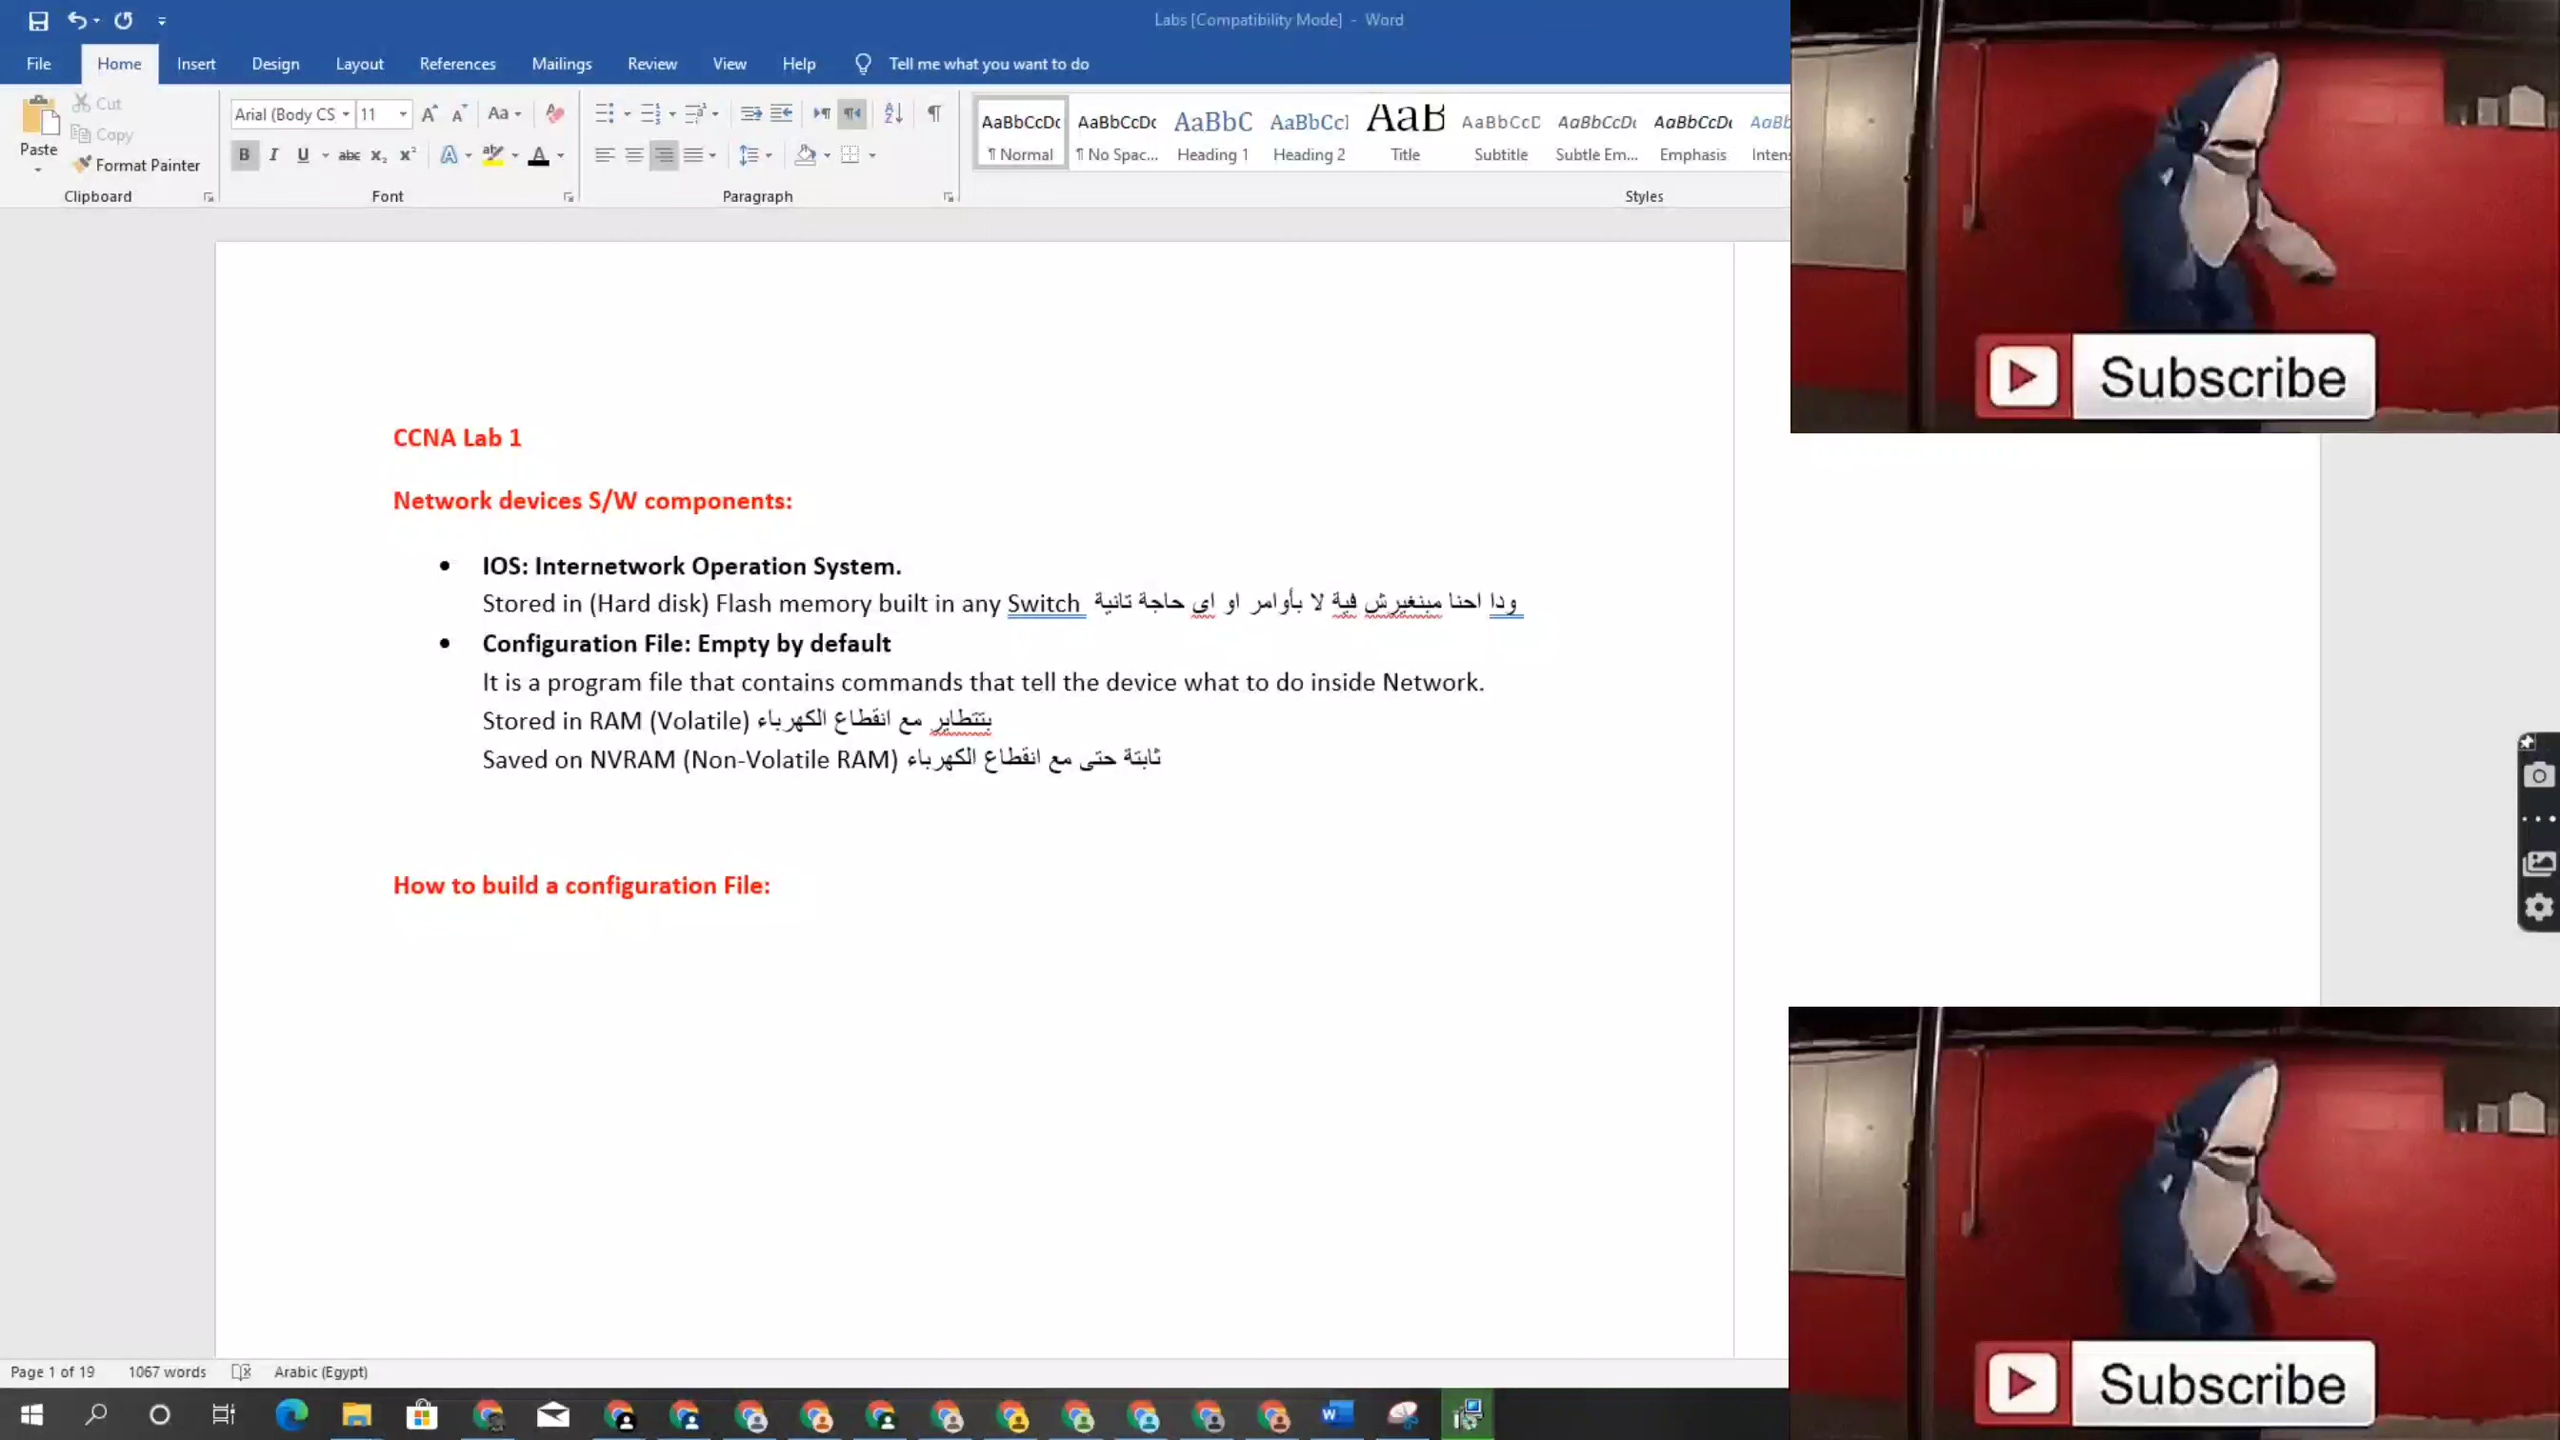 Labs [Compatibility Mode] - Word
File Home Insert Design Layout References Mailings Review View Help Tell me what you want to do
Paste Cut Copy Format Painter
Arial (Body CS 11
Clipboard Font Paragraph Styles
AaBbCcDc AaBbCcDc AaBbC AaBbCcI AaB AaBbCcD AaBbCcDc AaBbCcDc AaBb
¶ Normal ¶ No Spac... Heading 1 Heading 2 Title Subtitle Subtle Em... Emphasis Inten
Subscribe
CCNA Lab 1
Network devices S/W components:
• IOS: Internetwork Operation System.
Stored in (Hard disk) Flash memory built in any Switch ودا احنا مبنغيرش فية لا بأوامر او اى حاجة تانية
• Configuration File: Empty by default
It is a program file that contains commands that tell the device what to do inside Network.
Stored in RAM (Volatile) بتتطاير مع انقطاع الكهرباء
Saved on NVRAM (Non-Volatile RAM) ثابتة حتى مع انقطاع الكهرباء
How to build a configuration File:
Subscribe
Page 1 of 19 1067 words Arabic (Egypt)